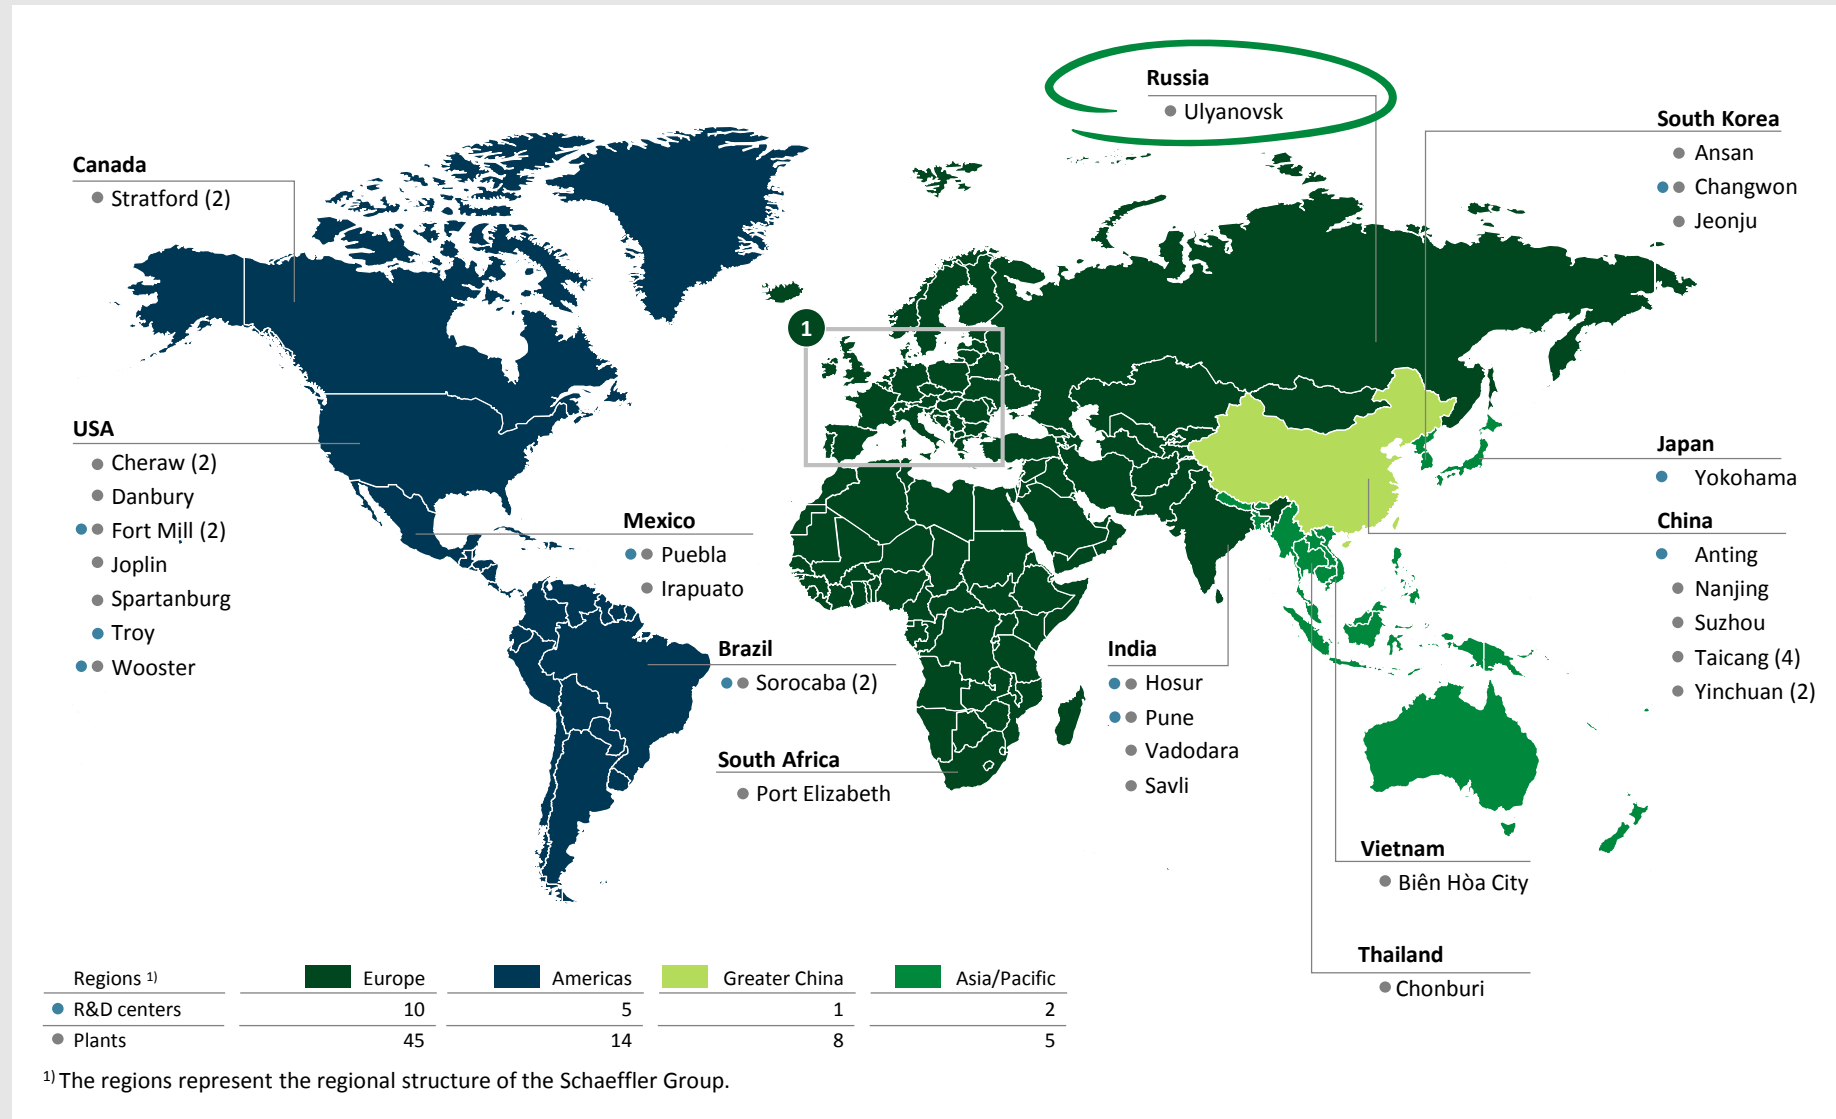 Russia
Ulyanovsk
South Korea
Ansan
Changwon
Jeonju
Canada
Stratford (2)
1
USA
Cheraw (2)
Danbury
Fort Mill (2)
Joplin
Spartanburg
Troy
Wooster
Mexico
Puebla
Irapuato
Japan
Yokohama
China
Anting
Nanjing
Suzhou
Taicang (4)
Yinchuan (2)
Brazil
Sorocaba (2)
India
Hosur
Pune
Vadodara
Savli
South Africa
Port Elizabeth
Vietnam
Biên Hòa City
Thailand
Chonburi
Regions 1) Europe Americas Greater China Asia/Pacific
R&D centers 10 5 1 2
Plants 45 14 8 5
1) The regions represent the regional structure of the Schaeffler Group.